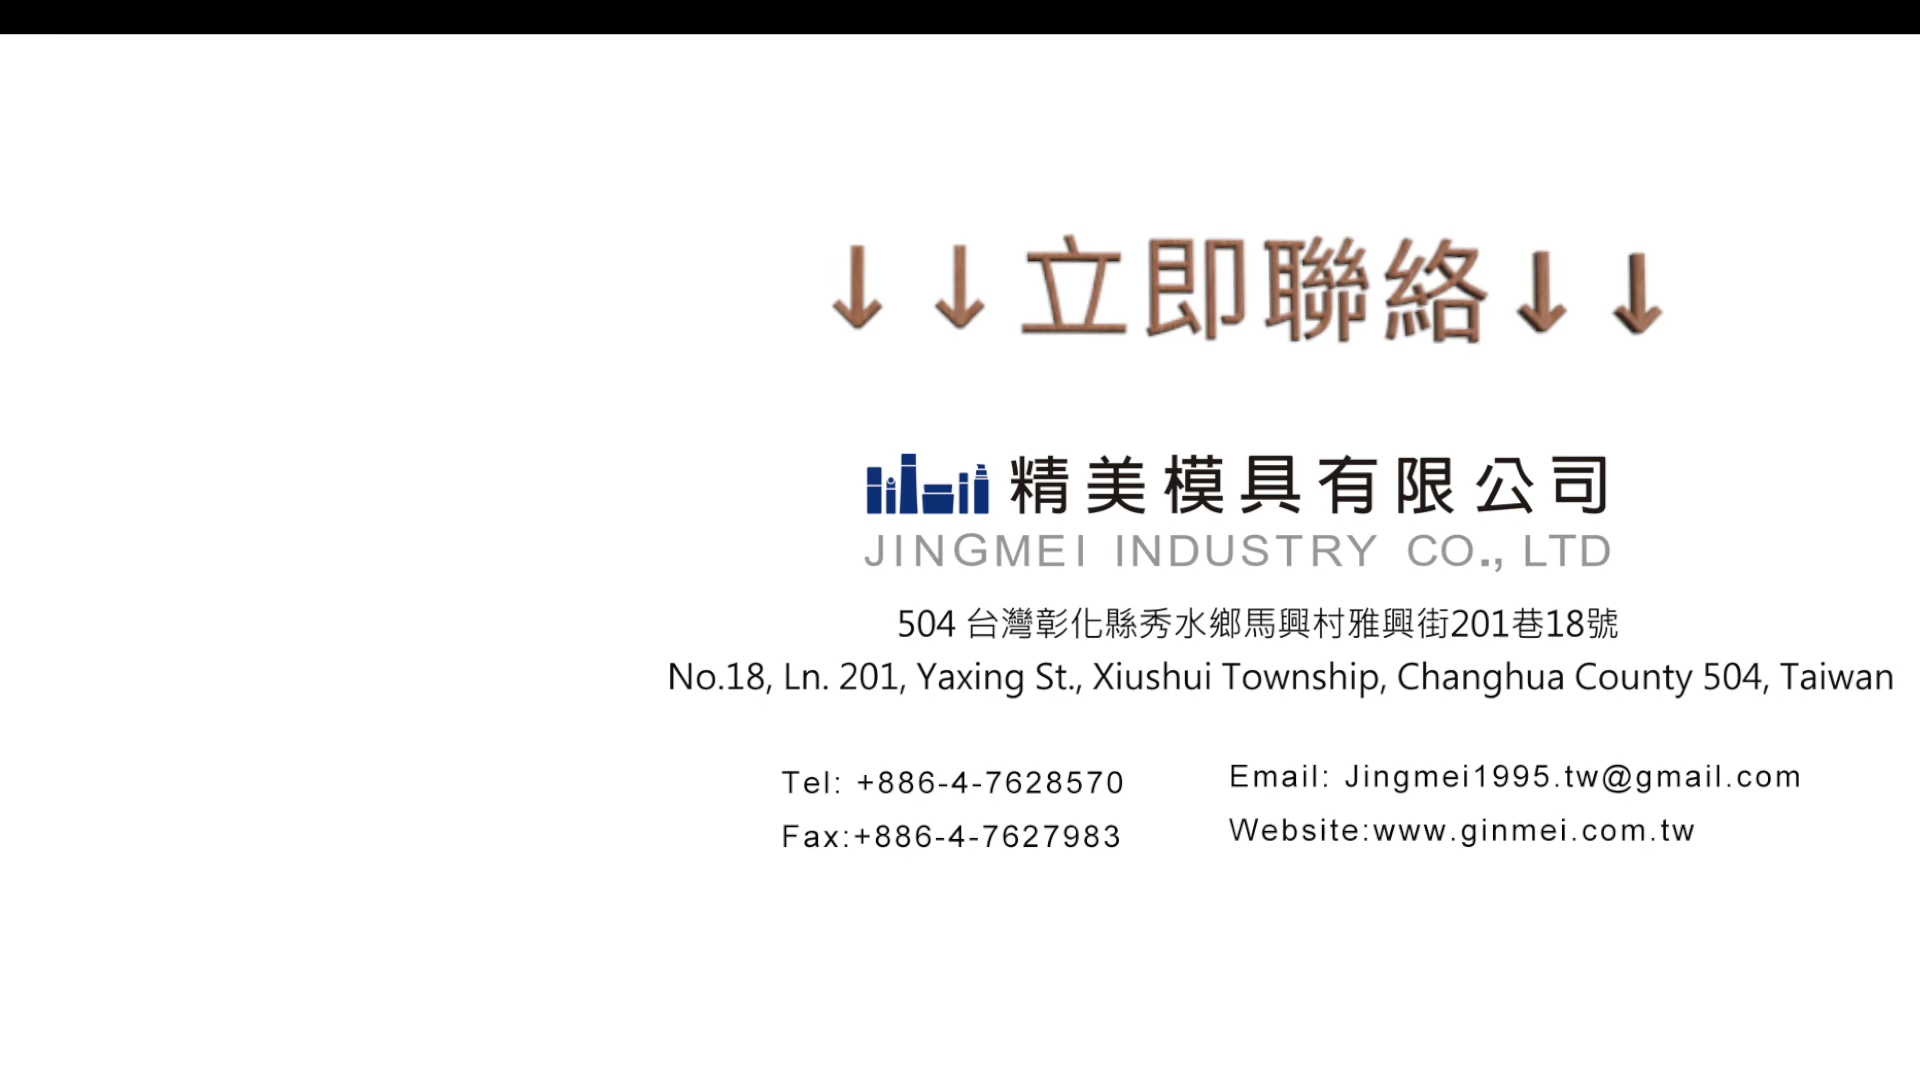 ↓↓立即聯絡↓↓
精美模具有限公司
JINGMEI INDUSTRY CO., LTD
504 台灣彰化縣秀水鄉馬興村雅興街201巷18號
No.18, Ln. 201, Yaxing St., Xiushui Township, Changhua County 504, Taiwan
Tel: +886-4-7628570
Fax:+886-4-7627983
Email: Jingmei1995.tw@gmail.com
Website:www.ginmei.com.tw